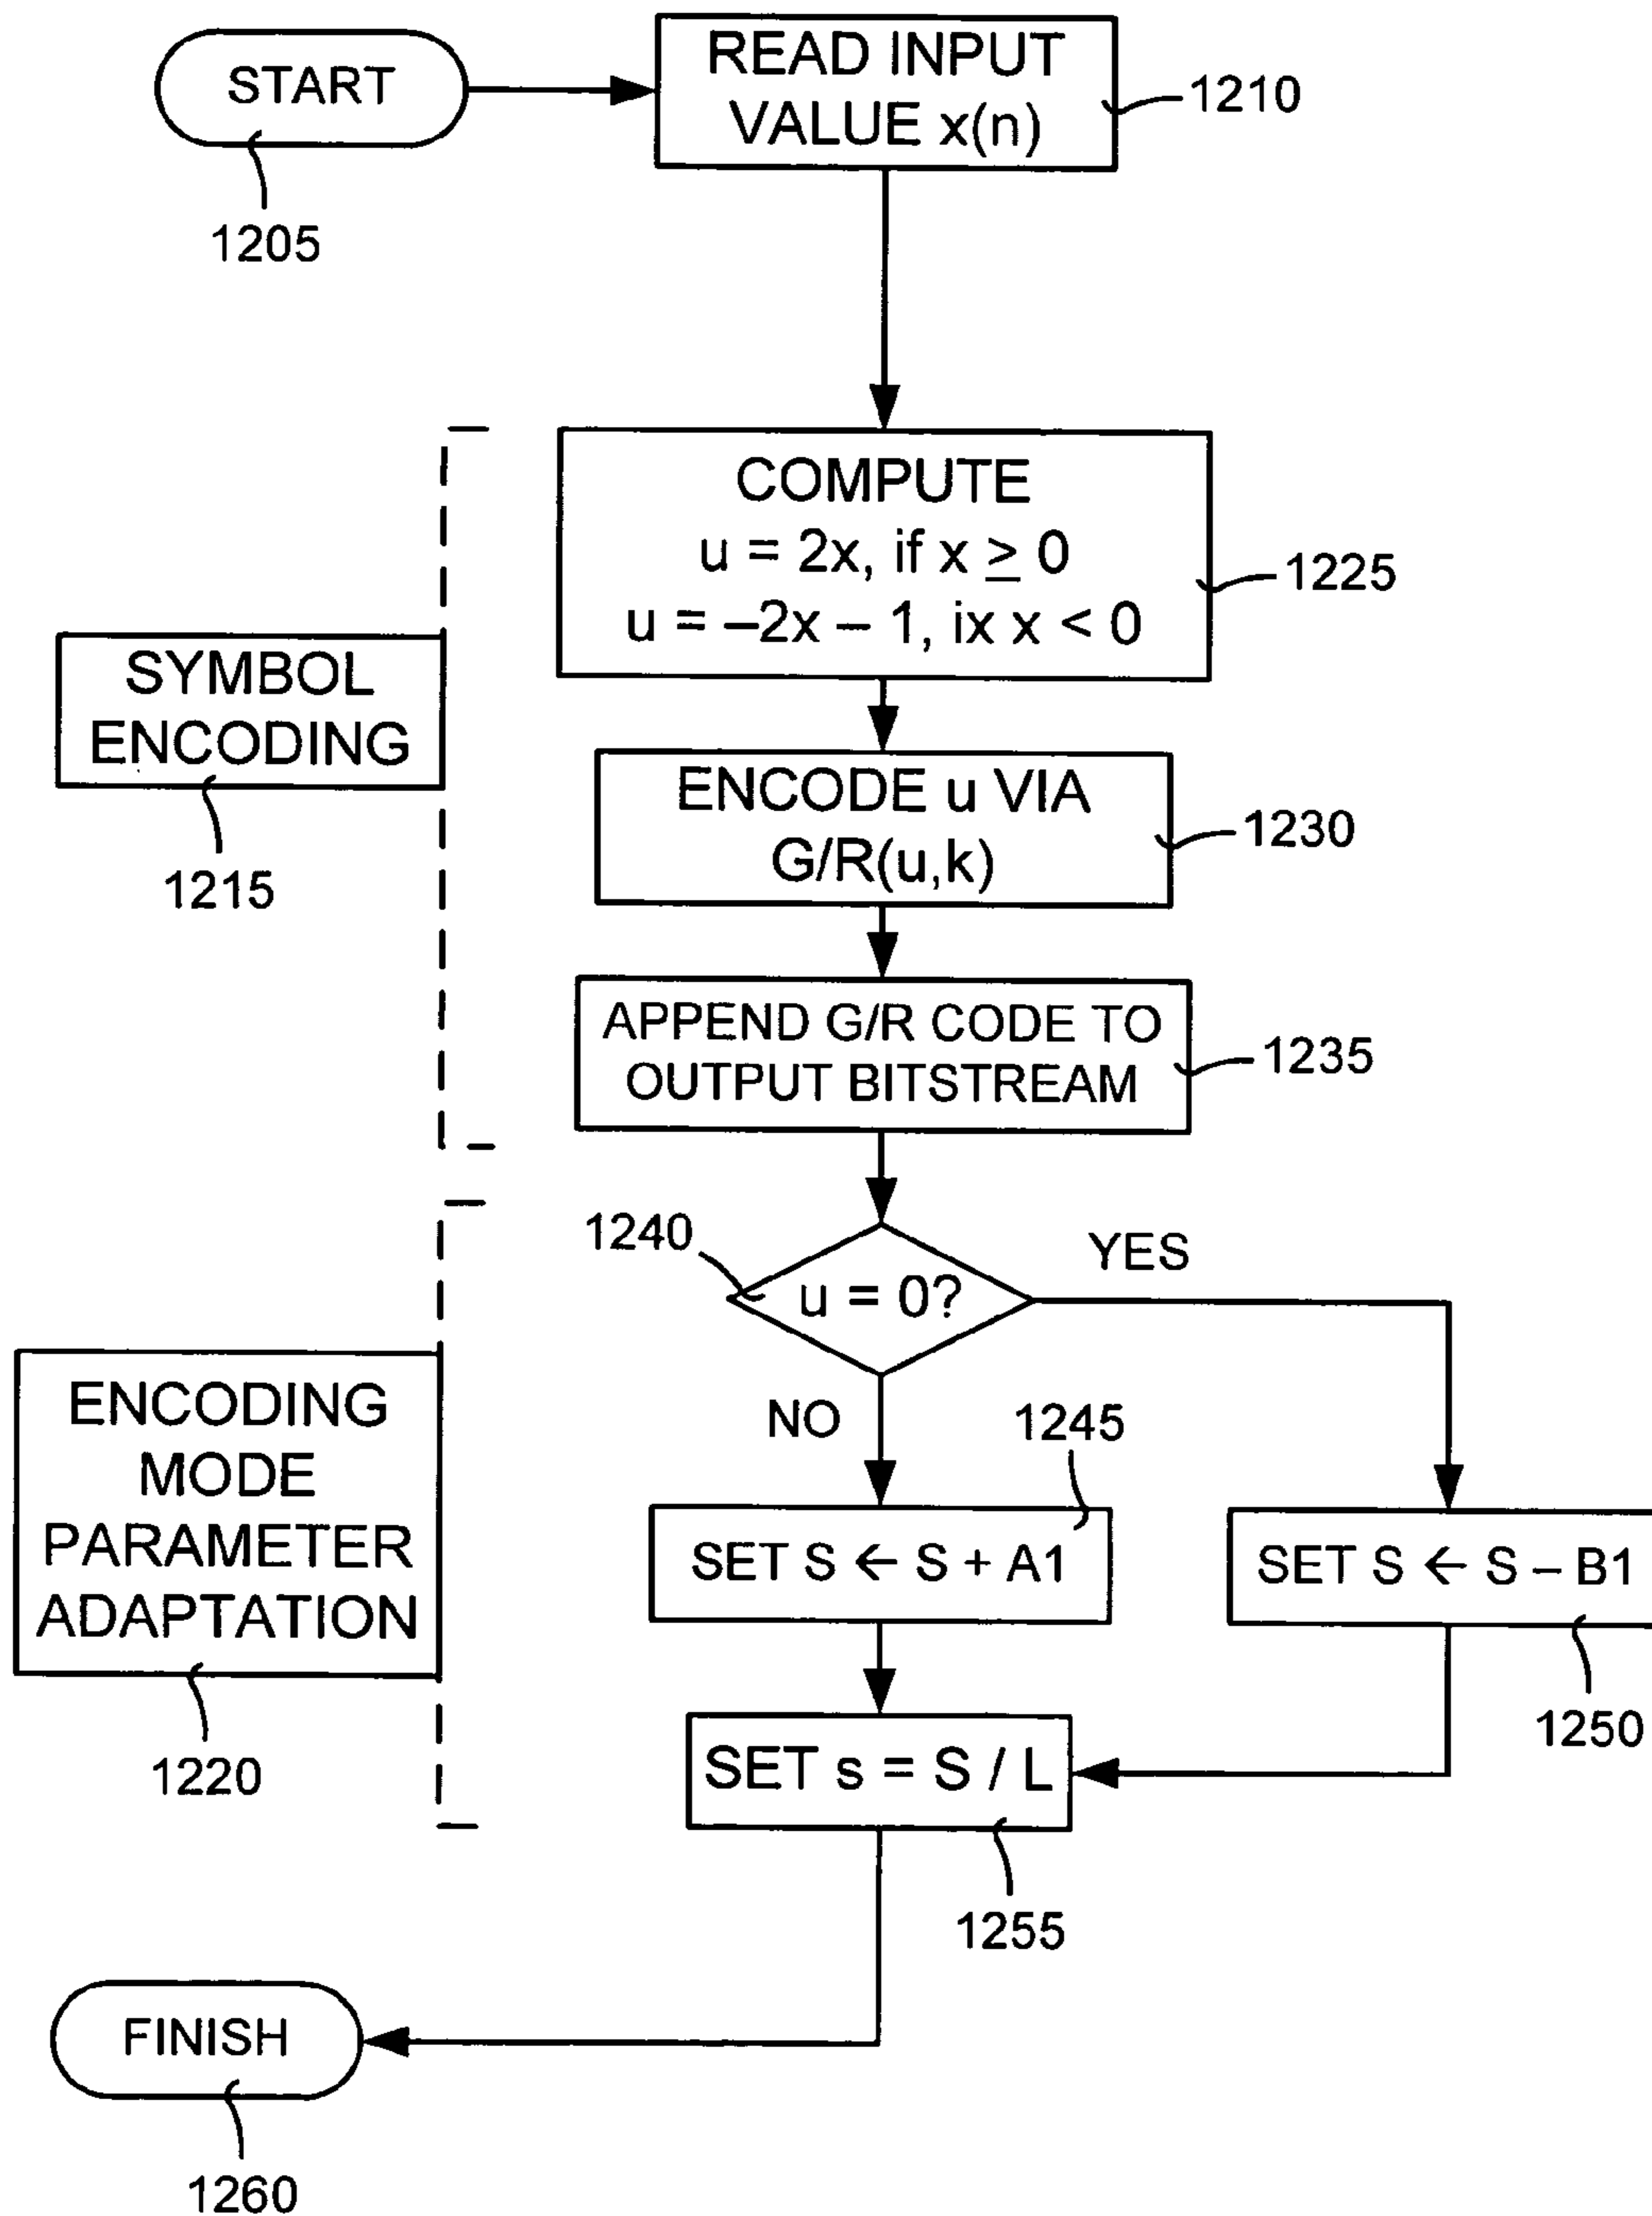 START
1205
READ INPUT
VALUE x(n)
1210
COMPUTE
u = 2x, if x ≥ 0
u = –2x – 1, ix x < 0
1225
SYMBOL
ENCODING
1215
ENCODE u VIA
G/R(u,k)
1230
APPEND G/R CODE TO
OUTPUT BITSTREAM
1235
1240
u = 0?
YES
NO
ENCODING
MODE
PARAMETER
ADAPTATION
1220
1245
SET S ← S + A1
SET S ← S – B1
1250
SET s = S / L
1255
FINISH
1260